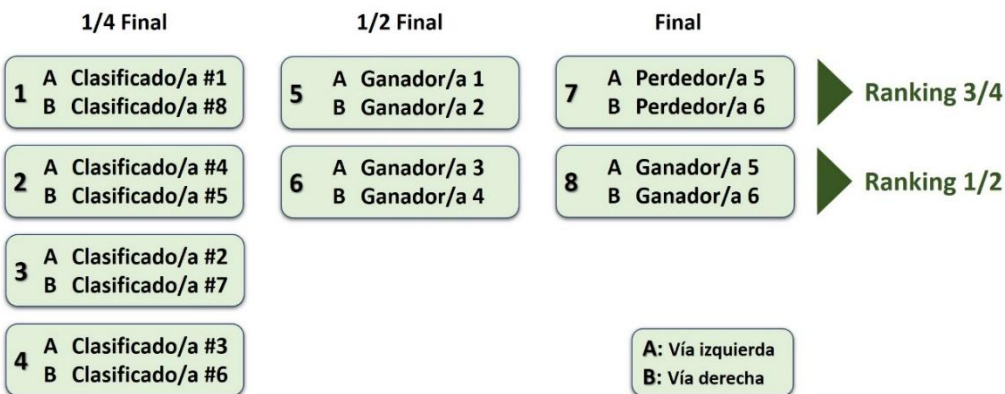 1/4 Final
1/2 Final
Final
1
A Clasificado/a #1
B Clasificado/a #8
5
A Ganador/a 1
B Ganador/a 2
7
A Perdedor/a 5
B Perdedor/a 6
Ranking 3/4
2
A Clasificado/a #4
B Clasificado/a #5
6
A Ganador/a 3
B Ganador/a 4
8
A Ganador/a 5
B Ganador/a 6
Ranking 1/2
3
A Clasificado/a #2
B Clasificado/a #7
4
A Clasificado/a #3
B Clasificado/a #6
A: Vía izquierda
B: Vía derecha